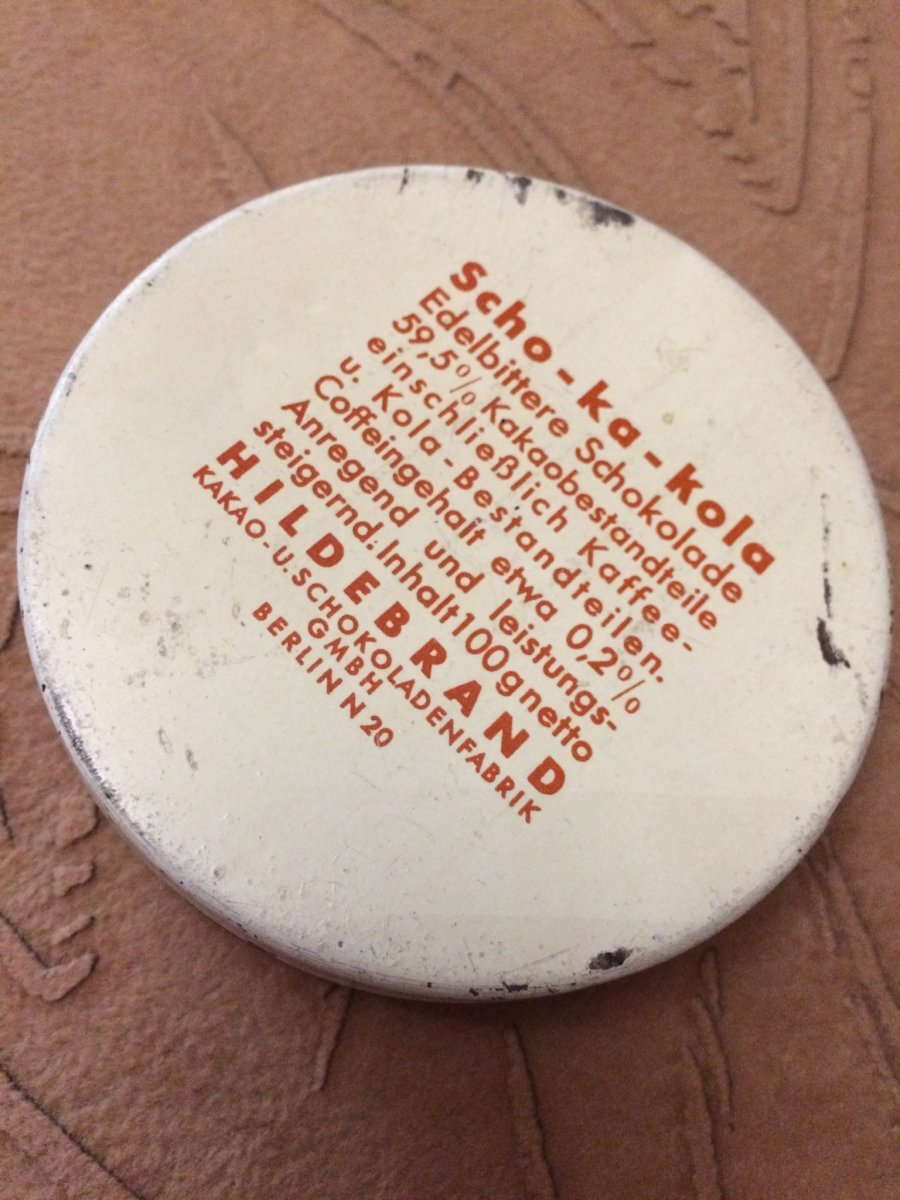 Scho-ka-kola
Edelbittere Schokolade
59,5% Kakaobestandteile
einschließlich Kaffee-
u. Kola-Bestandteilen.
Coffeingehalt etwa 0,2%
Anregend und leistungs-
steigernd. Inhalt 100 g netto
HILDEBRAND
KAKAO-U.SCHOKOLADENFABRIK
GMBH
BERLIN N 20